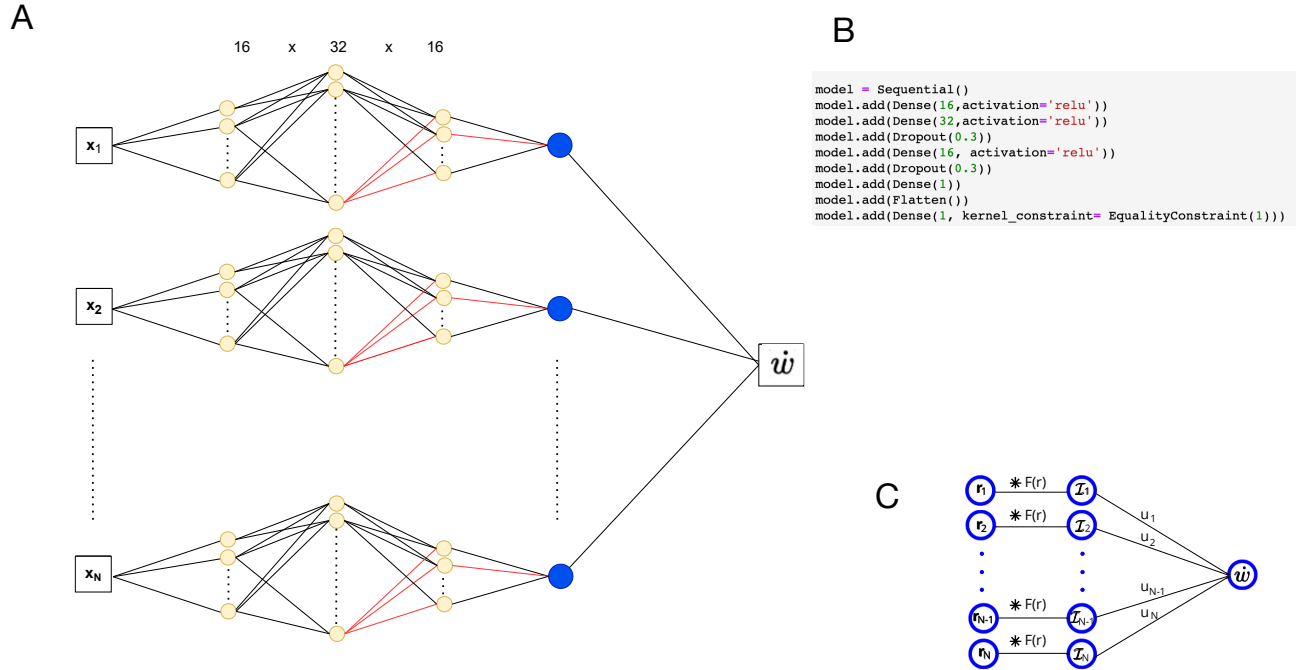 A
16 x 32 x 16
x1
x2
xN
ẇ
B
model = Sequential()
model.add(Dense(16,activation='relu'))
model.add(Dense(32,activation='relu'))
model.add(Dropout(0.3))
model.add(Dense(16, activation='relu'))
model.add(Dropout(0.3))
model.add(Dense(1))
model.add(Flatten())
model.add(Dense(1, kernel_constraint= EqualityConstraint(1)))
C
r1 * F(r) ℐ1 u1
r2 * F(r) ℐ2 u2
ẇ
rN-1 * F(r) ℐN-1 uN-1
rN * F(r) ℐN uN